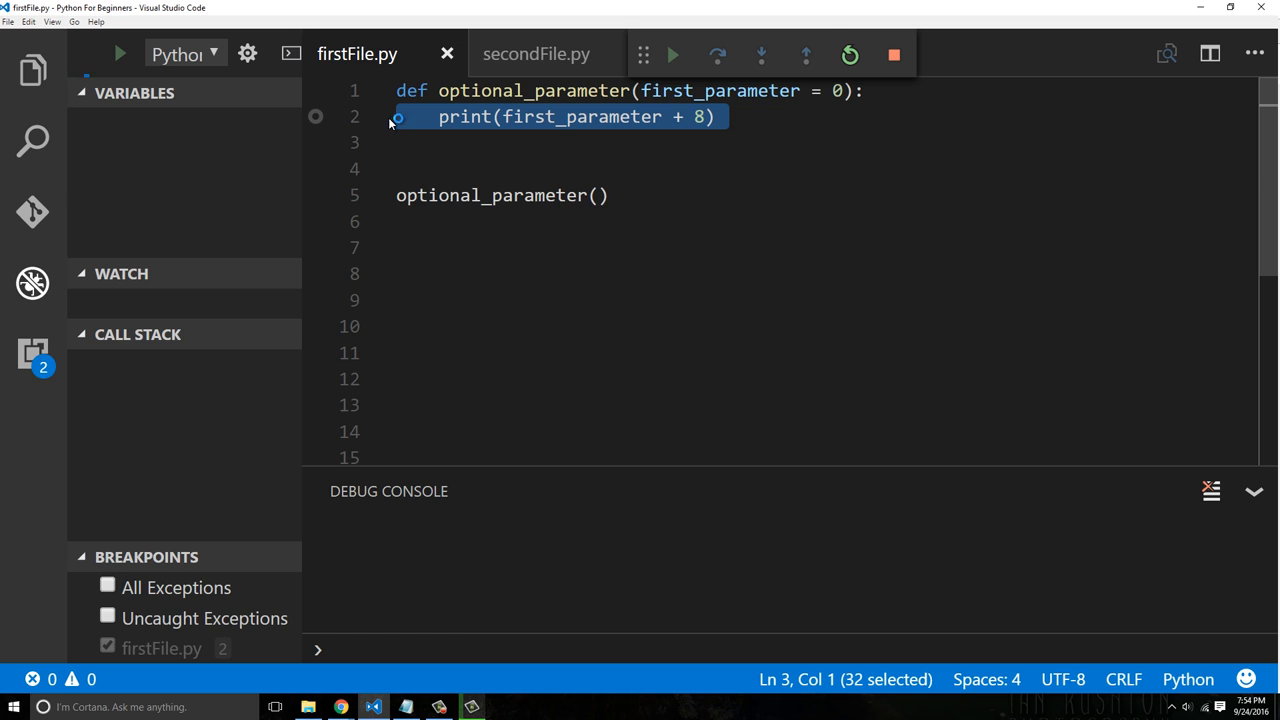 firstFile.py - Python For Beginners - Visual Studio Code
File Edit View Go Help
Python
firstFile.py
secondFile.py
VARIABLES
WATCH
CALL STACK
BREAKPOINTS
All Exceptions
Uncaught Exceptions
firstFile.py 2
2
1 def optional_parameter(first_parameter = 0):
2 print(first_parameter + 8)
3
4
5 optional_parameter()
6
7
8
9
10
11
12
13
14
15
DEBUG CONSOLE
0 0
Ln 3, Col 1 (32 selected) Spaces: 4 UTF-8 CRLF Python
I'm Cortana. Ask me anything.
7:54 PM
9/24/2016